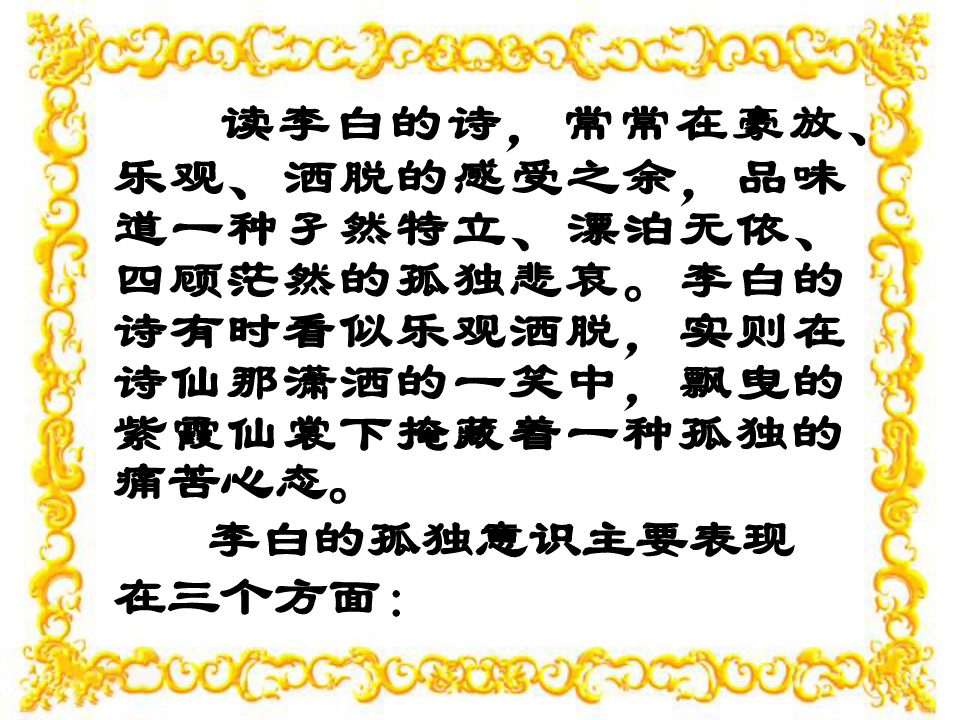 读李白的诗，常常在豪放、
乐观、洒脱的感受之余，品味
道一种孑然特立、漂泊无依、
四顾茫然的孤独悲哀。李白的
诗有时看似乐观洒脱，实则在
诗仙那潇洒的一笑中，飘曳的
紫霞仙裳下掩藏着一种孤独的
痛苦心态。
李白的孤独意识主要表现
在三个方面：